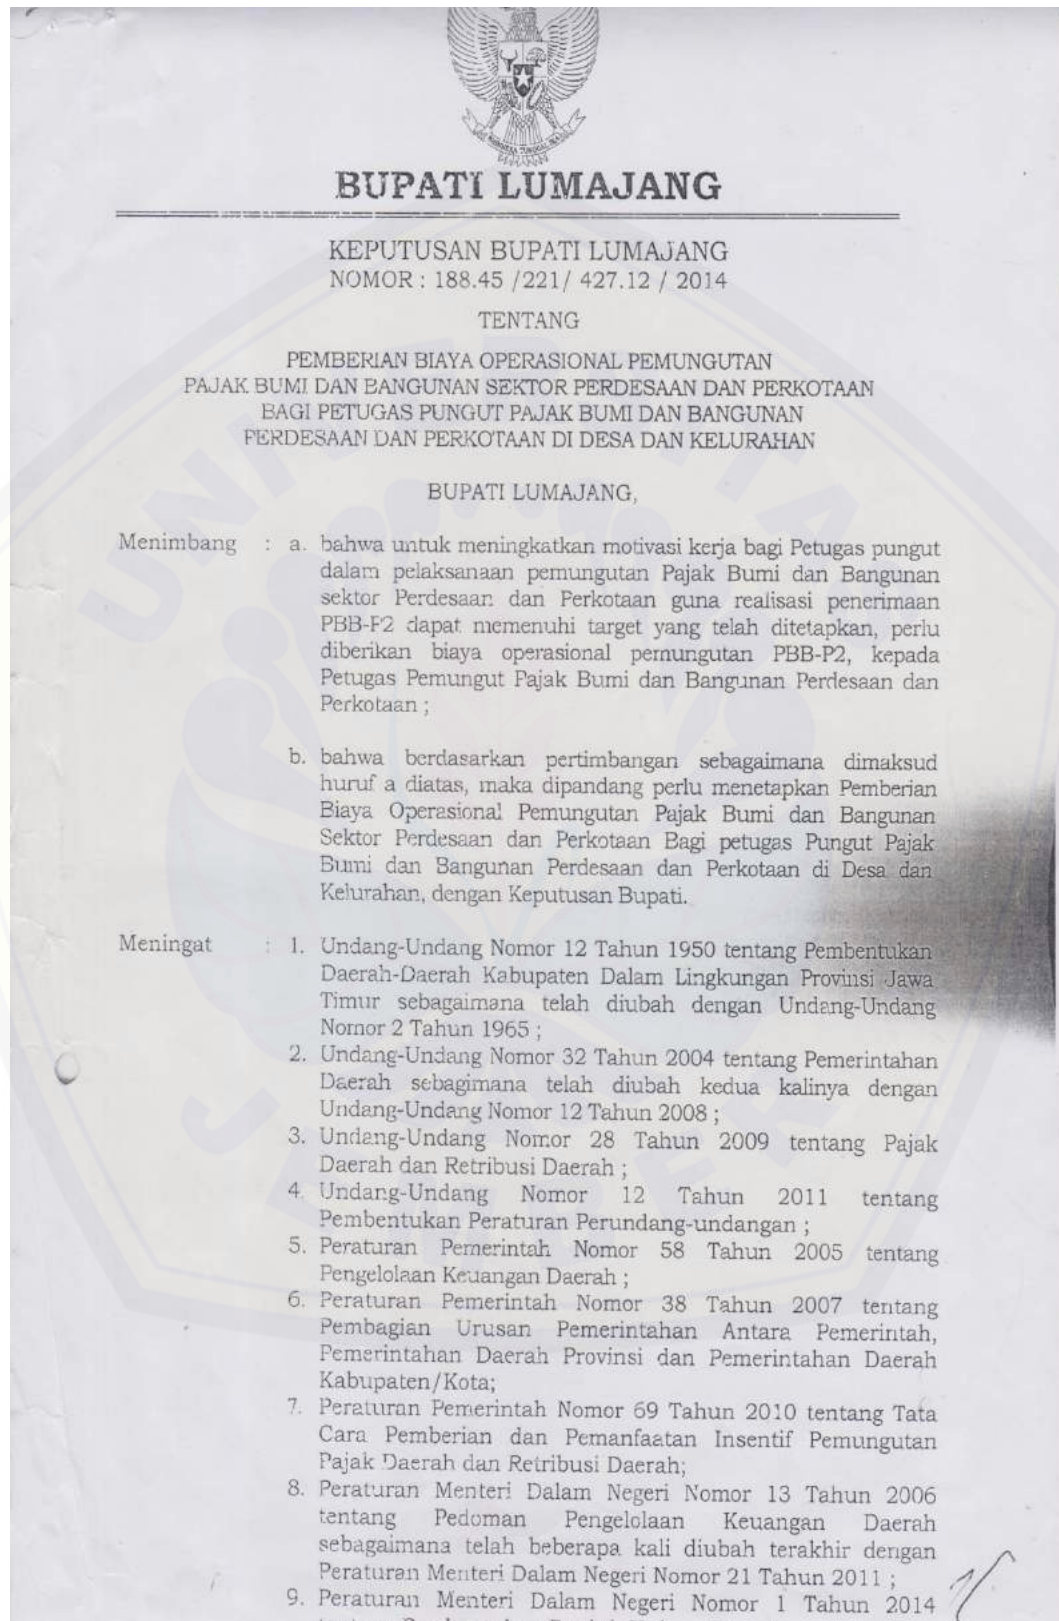 BUPATI LUMAJANG
KEPUTUSAN BUPATI LUMAJANG
NOMOR : 188.45 /221/ 427.12 / 2014
TENTANG
PEMBERIAN BIAYA OPERASIONAL PEMUNGUTAN
PAJAK BUMI DAN BANGUNAN SEKTOR PERDESAAN DAN PERKOTAAN
BAGI PETUGAS PUNGUT PAJAK BUMI DAN BANGUNAN
PERDESAAN DAN PERKOTAAN DI DESA DAN KELURAHAN
BUPATI LUMAJANG,
Menimbang : a. bahwa untuk meningkatkan motivasi kerja bagi Petugas pungut
dalam pelaksanaan pemungutan Pajak Bumi dan Bangunan
sektor Perdesaan dan Perkotaan guna realisasi penerimaan
PBB-P2 dapat memenuhi target yang telah ditetapkan, perlu
diberikan biaya operasional pemungutan PBB-P2, kepada
Petugas Pemungut Pajak Bumi dan Bangunan Perdesaan dan
Perkotaan ;
b. bahwa berdasarkan pertimbangan sebagaimana dimaksud
huruf a diatas, maka dipandang perlu menetapkan Pemberian
Biaya Operasional Pemungutan Pajak Bumi dan Bangunan
Sektor Perdesaan dan Perkotaan Bagi petugas Pungut Pajak
Bumi dan Bangunan Perdesaan dan Perkotaan di Desa dan
Kelurahan, dengan Keputusan Bupati.
Meningat : 1. Undang-Undang Nomor 12 Tahun 1950 tentang Pembentukan
Daerah-Daerah Kabupaten Dalam Lingkungan Provinsi Jawa
Timur sebagaimana telah diubah dengan Undang-Undang
Nomor 2 Tahun 1965 ;
2. Undang-Undang Nomor 32 Tahun 2004 tentang Pemerintahan
Daerah sebagimana telah diubah kedua kalinya dengan
Undang-Undang Nomor 12 Tahun 2008 ;
3. Undang-Undang Nomor 28 Tahun 2009 tentang Pajak
Daerah dan Retribusi Daerah ;
4. Undang-Undang Nomor 12 Tahun 2011 tentang
Pembentukan Peraturan Perundang-undangan ;
5. Peraturan Pemerintah Nomor 58 Tahun 2005 tentang
Pengelolaan Keuangan Daerah ;
6. Peraturan Pemerintah Nomor 38 Tahun 2007 tentang
Pembagian Urusan Pemerintahan Antara Pemerintah,
Pemerintahan Daerah Provinsi dan Pemerintahan Daerah
Kabupaten/Kota;
7. Peraturan Pemerintah Nomor 69 Tahun 2010 tentang Tata
Cara Pemberian dan Pemanfaatan Insentif Pemungutan
Pajak Daerah dan Retribusi Daerah;
8. Peraturan Menteri Dalam Negeri Nomor 13 Tahun 2006
tentang Pedoman Pengelolaan Keuangan Daerah
sebagaimana telah beberapa kali diubah terakhir dengan
Peraturan Menteri Dalam Negeri Nomor 21 Tahun 2011 ;
9. Peraturan Menteri Dalam Negeri Nomor 1 Tahun 2014